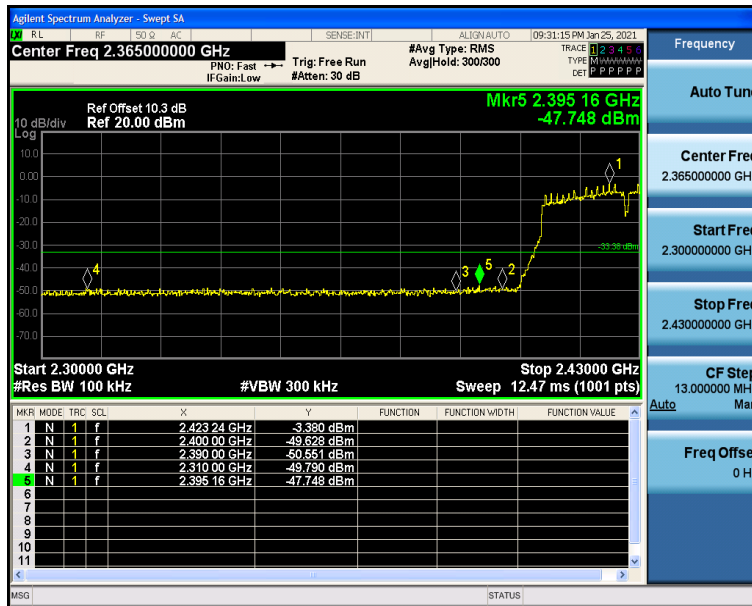 Agilent Spectrum Analyzer - Swept SA
LXI RL RF 50 Ω AC SENSE:INT ALIGN AUTO 09:31:15 PM Jan 25, 2021
Center Freq 2.365000000 GHz #Avg Type: RMS TRACE 1 2 3 4 5 6
PNO: Fast Trig: Free Run Avg|Hold: 300/300 TYPE M WWWWW
IFGain:Low #Atten: 30 dB DET P P P P P P
Frequency
Auto Tune
Center Freq
2.365000000 GH
Start Freq
2.300000000 GH
Stop Freq
2.430000000 GH
CF Step
13.000000 MH
Auto Man
Freq Offse
0 H
Mkr5 2.395 16 GHz
Ref Offset 10.3 dB
10 dB/div Ref 20.00 dBm -47.748 dBm
Log
10.0
0.00
-10.0
-20.0
-30.0
-40.0
-50.0
-60.0
-70.0
1
-33.38 dBm
4 3 5 2
Start 2.30000 GHz Stop 2.43000 GHz
#Res BW 100 kHz #VBW 300 kHz Sweep 12.47 ms (1001 pts)
MKR MODE TRC SCL X Y FUNCTION FUNCTION WIDTH FUNCTION VALUE
1 N 1 f 2.423 24 GHz -3.380 dBm
2 N 1 f 2.400 00 GHz -49.628 dBm
3 N 1 f 2.390 00 GHz -50.551 dBm
4 N 1 f 2.310 00 GHz -49.790 dBm
5 N 1 f 2.395 16 GHz -47.748 dBm
6
7
8
9
10
11
MSG STATUS